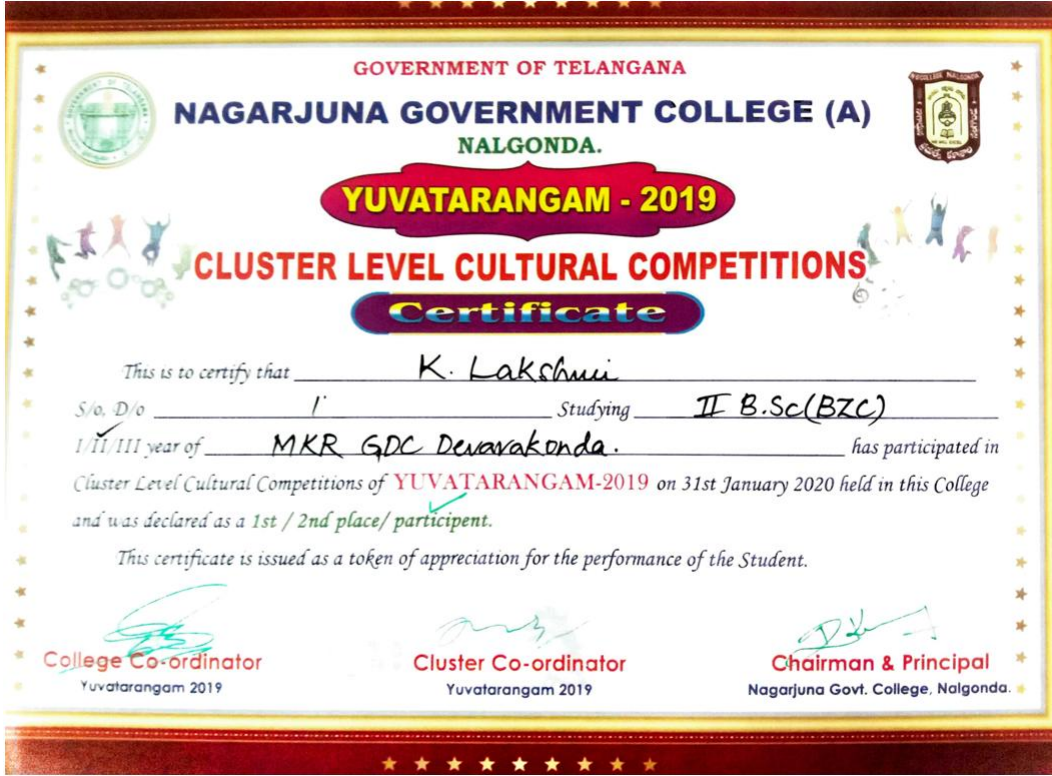 GOVERNMENT OF TELANGANA
NAGARJUNA GOVERNMENT COLLEGE (A)
NALGONDA.
YUVATARANGAM - 2019
CLUSTER LEVEL CULTURAL COMPETITIONS
Certificate
This is to certify that K. Lakshmi
S/o, D/o Studying II B.Sc(BZC)
I/II/III year of MKR GDC Devarakonda. has participated in
Cluster Level Cultural Competitions of YUVATARANGAM-2019 on 31st January 2020 held in this College
and was declared as a 1st / 2nd place/ participent.
This certificate is issued as a token of appreciation for the performance of the Student.
College Co-ordinator Cluster Co-ordinator Chairman & Principal
Yuvatarangam 2019 Yuvatarangam 2019 Nagarjuna Govt. College, Nalgonda.